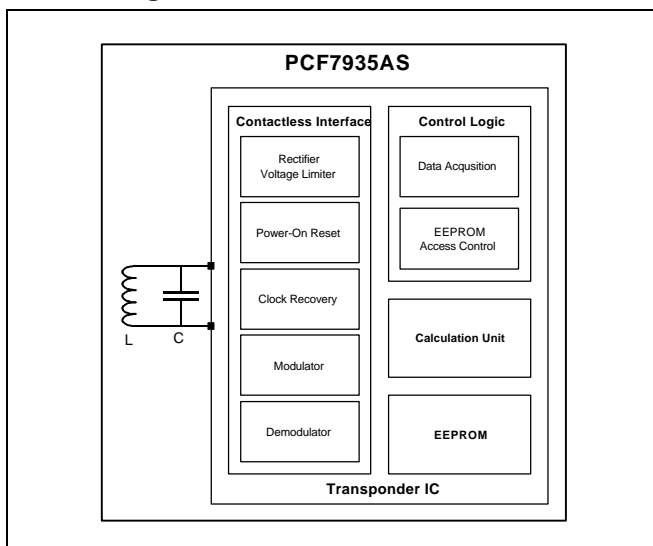 PCF7935AS
Contactless Interface
Rectifier
Voltage Limiter
Power-On Reset
Clock Recovery
Modulator
Demodulator
Control Logic
Data Acqusition
EEPROM
Access Control
Calculation Unit
EEPROM
L
C
Transponder IC